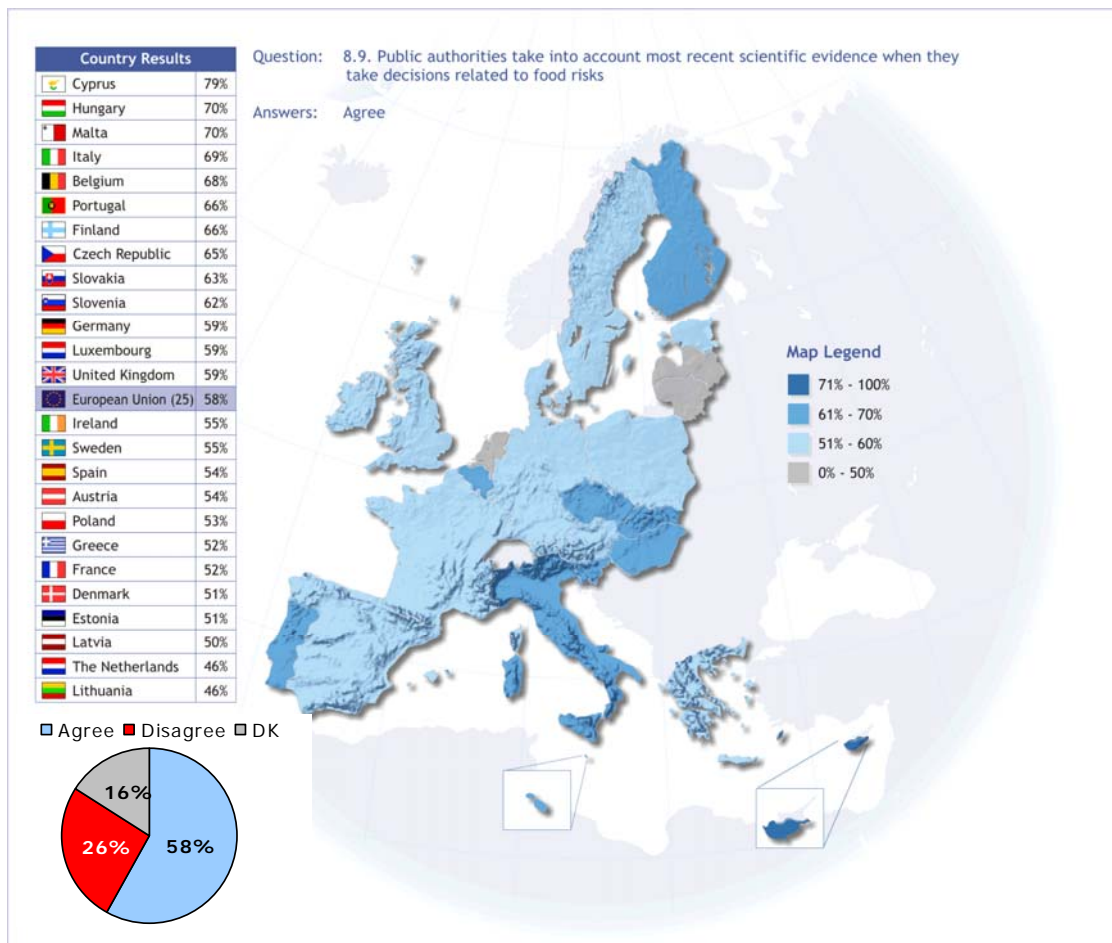 Country Results
Cyprus 79%
Hungary 70%
Malta 70%
Italy 69%
Belgium 68%
Portugal 66%
Finland 66%
Czech Republic 65%
Slovakia 63%
Slovenia 62%
Germany 59%
Luxembourg 59%
United Kingdom 59%
European Union (25) 58%
Ireland 55%
Sweden 55%
Spain 54%
Austria 54%
Poland 53%
Greece 52%
France 52%
Denmark 51%
Estonia 51%
Latvia 50%
The Netherlands 46%
Lithuania 46%
Question: 8.9. Public authorities take into account most recent scientific evidence when they
take decisions related to food risks
Answers: Agree
Map Legend
71% - 100%
61% - 70%
51% - 60%
0% - 50%
Agree Disagree DK
16%
26%
58%